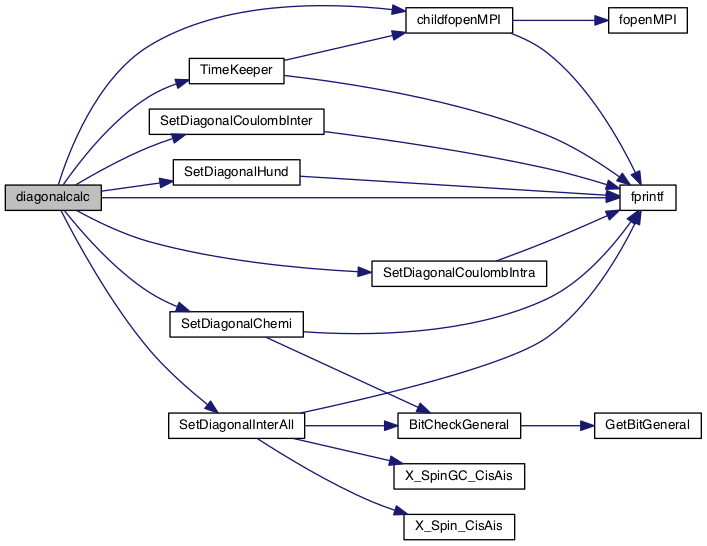 childfopenMPI
fopenMPI
TimeKeeper
SetDiagonalCoulombInter
SetDiagonalHund
diagonalcalc
fprintf
SetDiagonalCoulombIntra
SetDiagonalChemi
SetDiagonalInterAll
BitCheckGeneral
GetBitGeneral
X_SpinGC_CisAis
X_Spin_CisAis